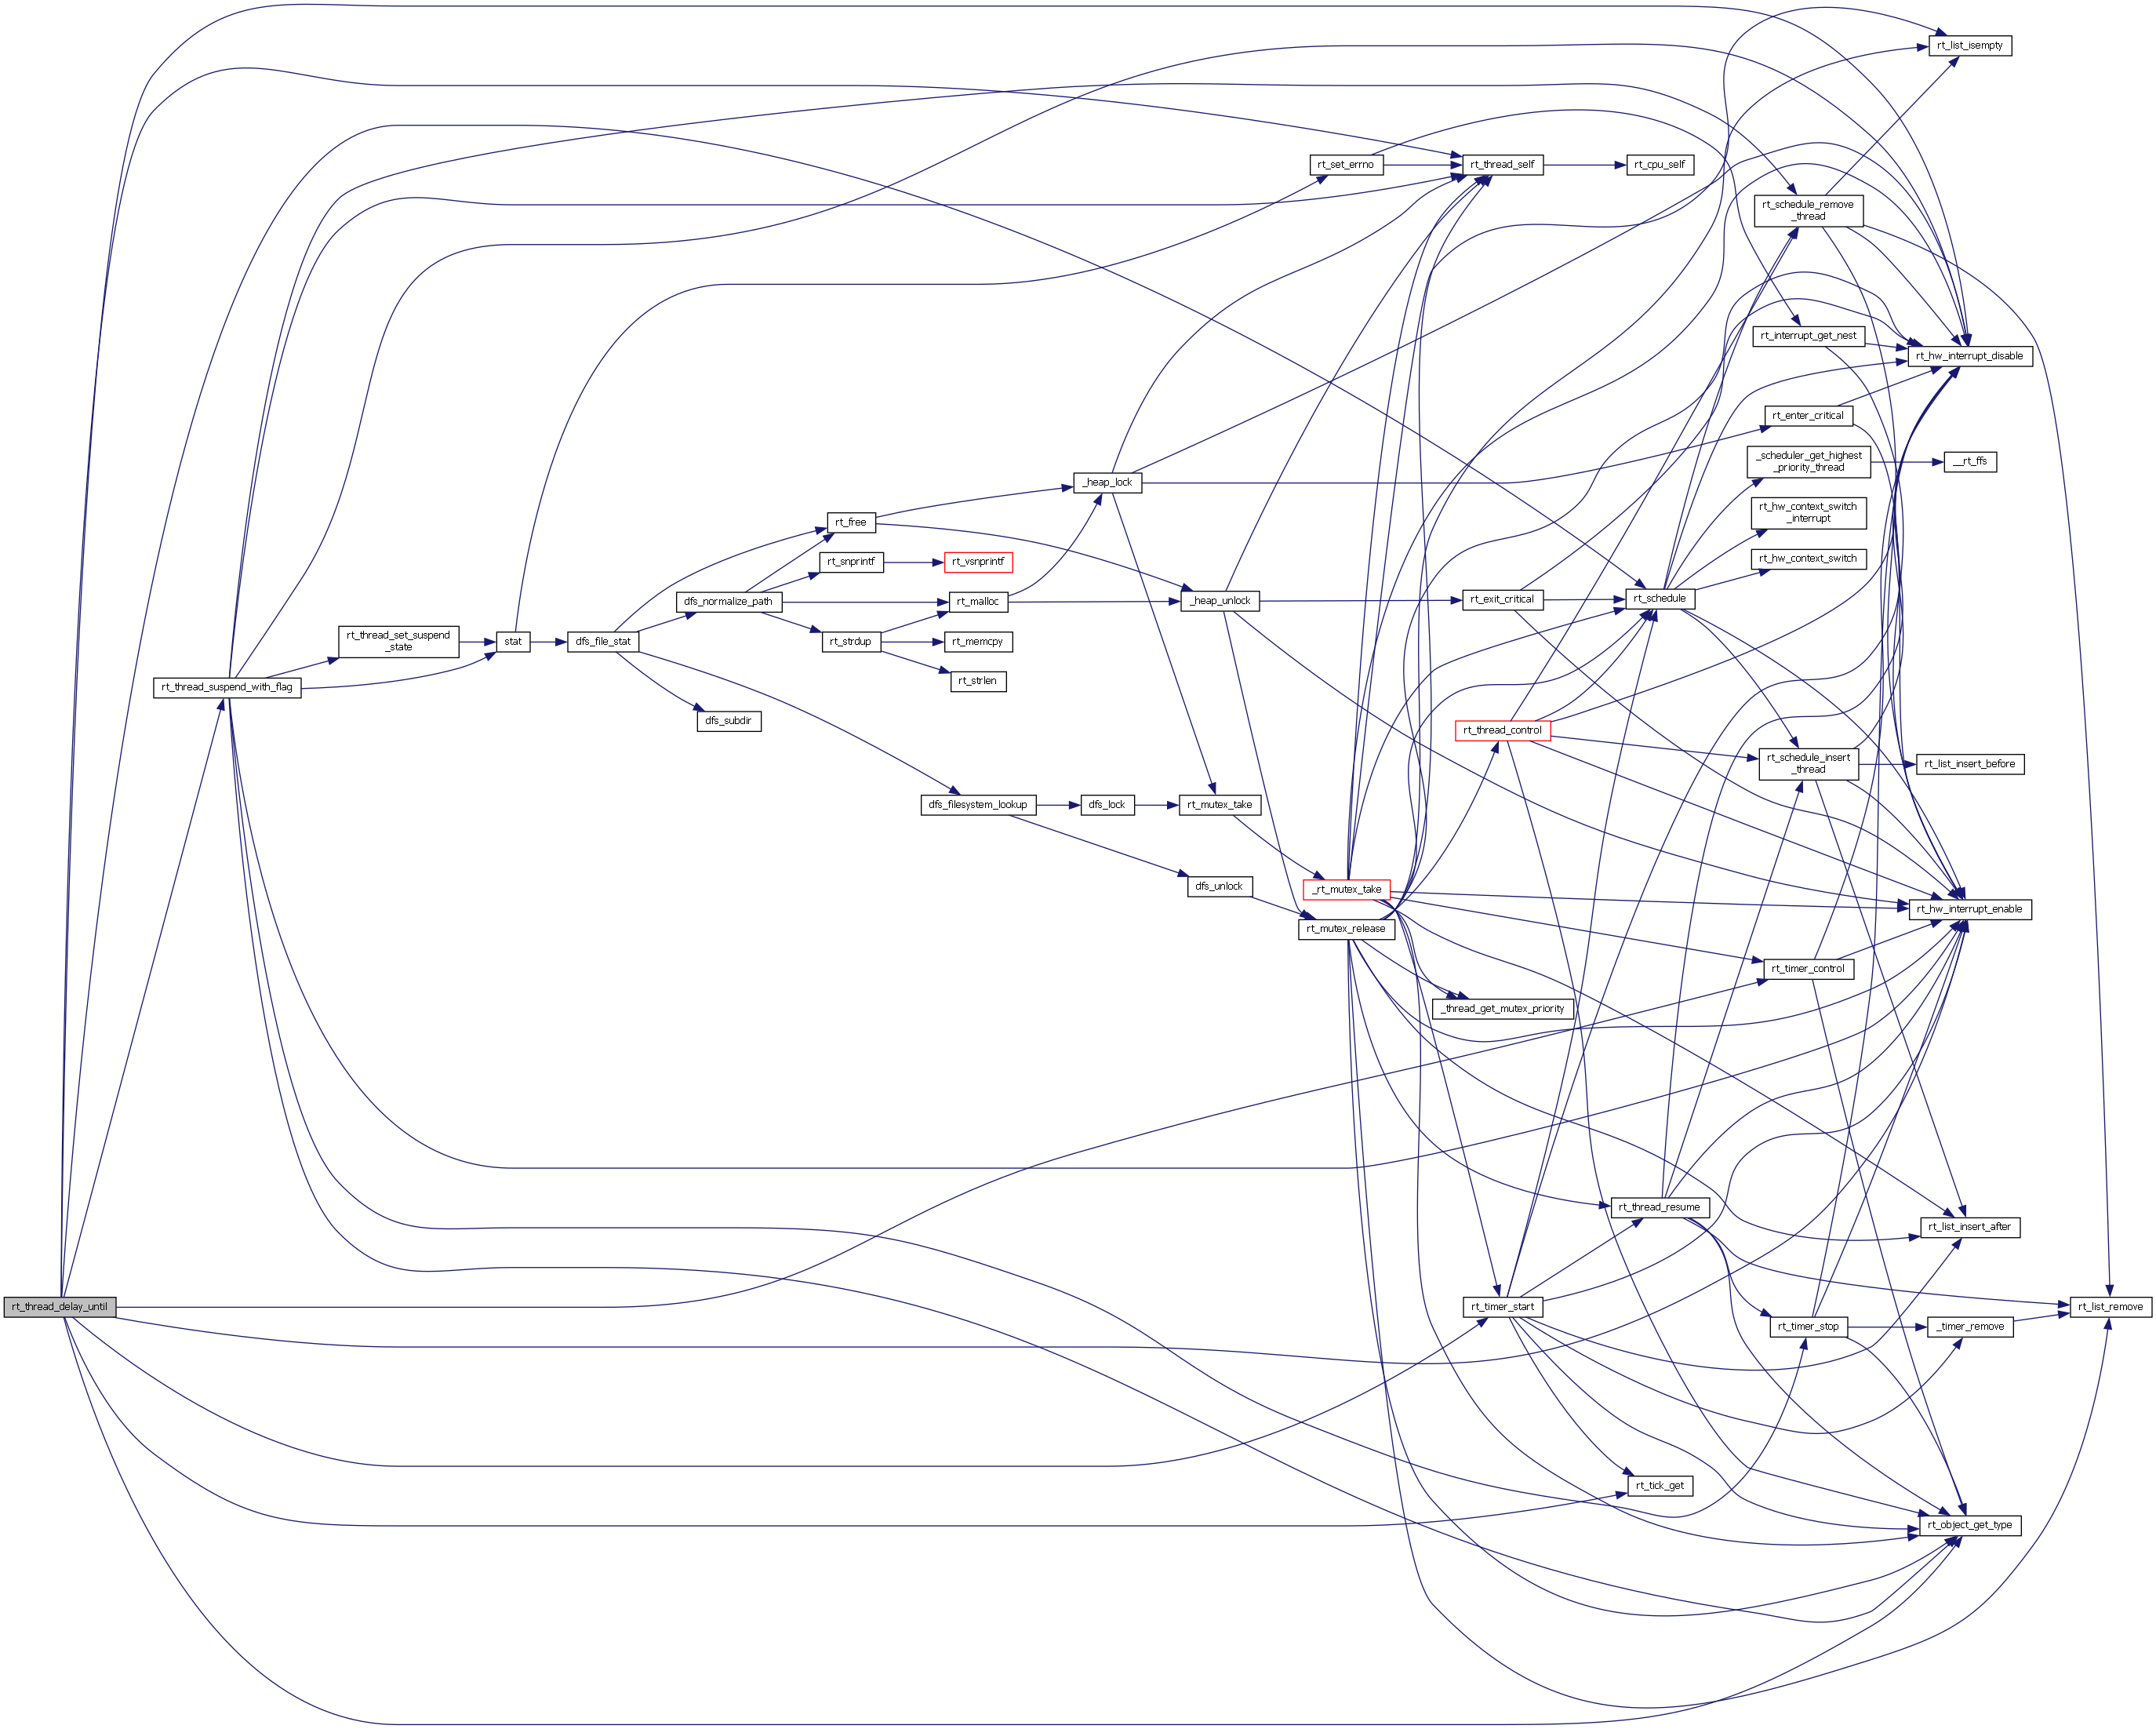 rt_list_isempty
rt_set_errno
rt_thread_self
rt_cpu_self
rt_schedule_remove
_thread
rt_interrupt_get_nest
rt_hw_interrupt_disable
rt_enter_critical
_scheduler_get_highest
_priority_thread
__rt_ffs
_heap_lock
rt_hw_context_switch
_interrupt
rt_free
rt_snprintf
rt_vsnprintf
rt_hw_context_switch
dfs_normalize_path
rt_malloc
_heap_unlock
rt_exit_critical
rt_schedule
rt_thread_set_suspend
_state
stat
dfs_file_stat
rt_strdup
rt_memcpy
rt_strlen
rt_thread_suspend_with_flag
dfs_subdir
rt_thread_control
rt_schedule_insert
_thread
rt_list_insert_before
dfs_filesystem_lookup
dfs_lock
rt_mutex_take
dfs_unlock
_rt_mutex_take
rt_mutex_release
rt_hw_interrupt_enable
rt_timer_control
_thread_get_mutex_priority
rt_thread_resume
rt_list_insert_after
rt_thread_delay_until
rt_timer_start
rt_list_remove
rt_timer_stop
_timer_remove
rt_tick_get
rt_object_get_type